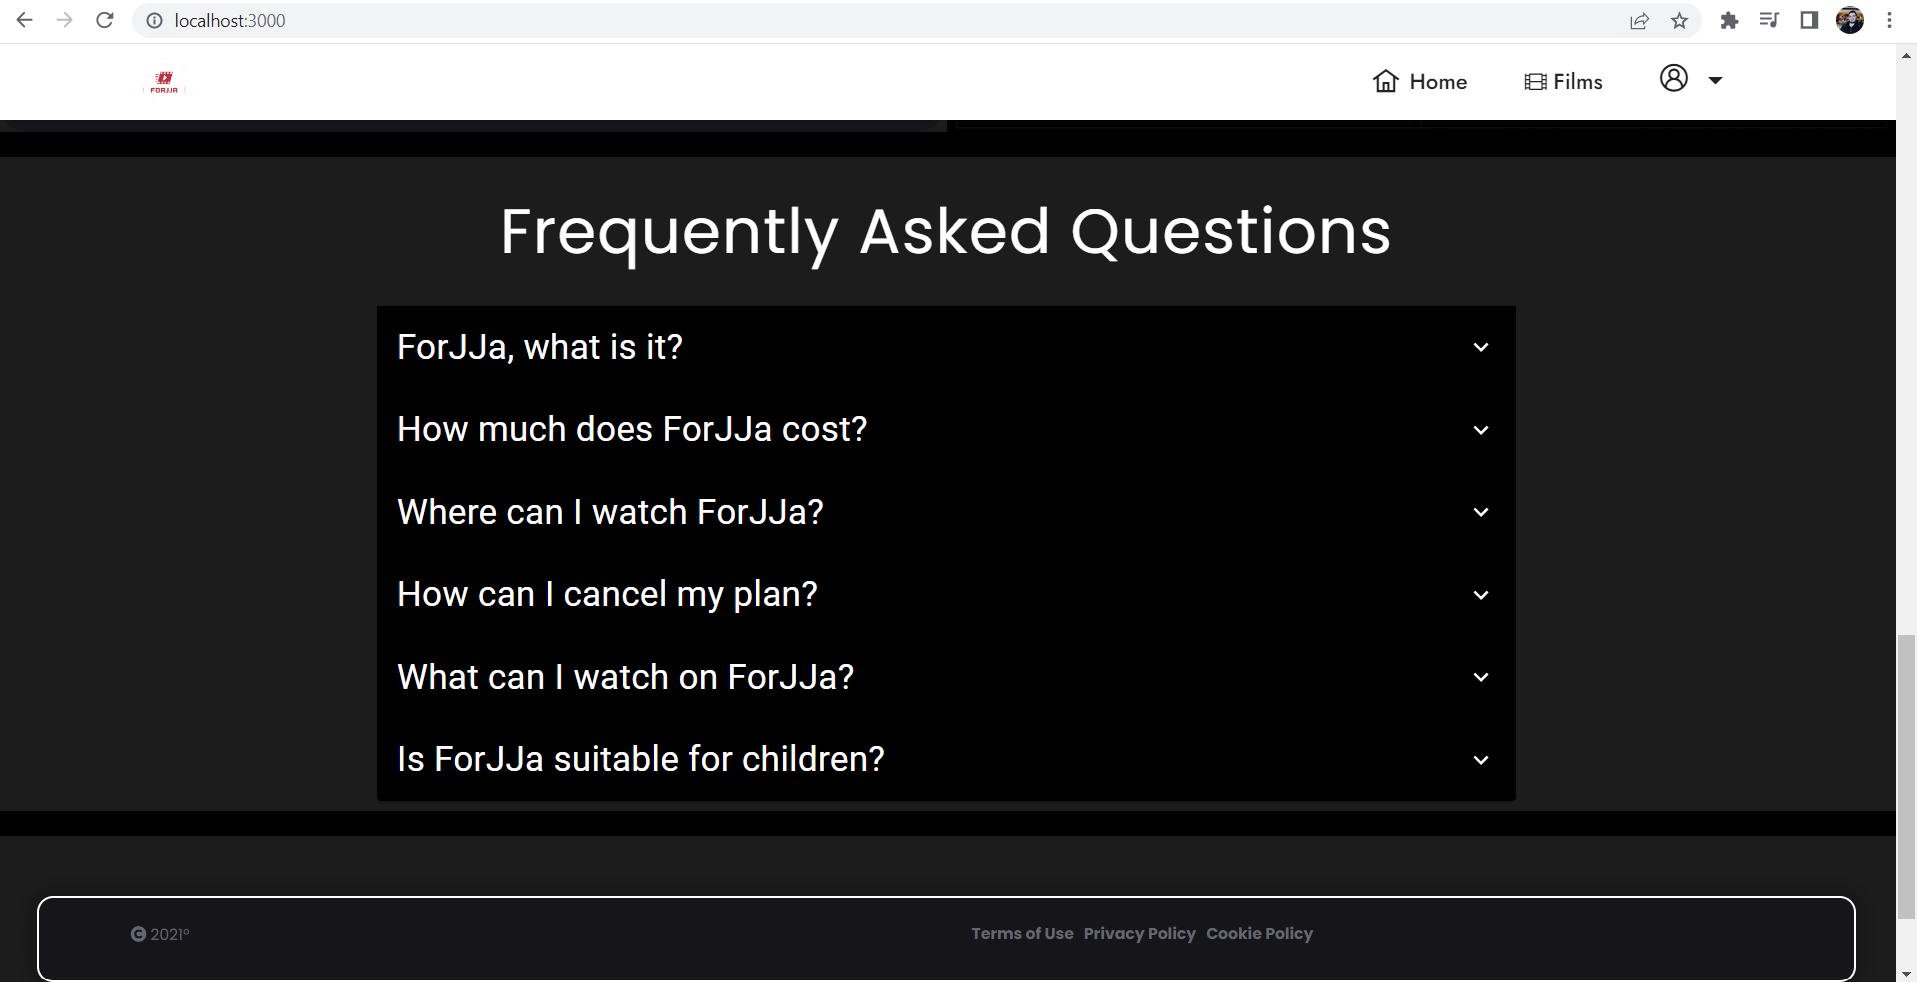 localhost:3000
FORJJA
Home
Films
Frequently Asked Questions
ForJJa, what is it?
How much does ForJJa cost?
Where can I watch ForJJa?
How can I cancel my plan?
What can I watch on ForJJa?
Is ForJJa suitable for children?
© 2021º
Terms of Use Privacy Policy Cookie Policy